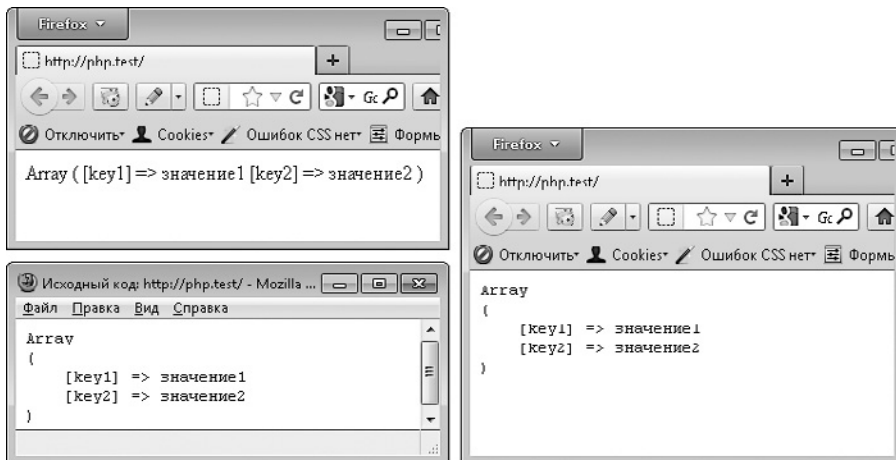 Firefox
http://php.test/
+
Gc
Отключить Cookies Ошибок CSS нет Формы
Array ( [key1] => значение1 [key2] => значение2 )
Исходный код: http://php.test/ - Mozilla ...
Файл Правка Вид Справка
Array
(
[key1] => значение1
[key2] => значение2
)
Firefox
http://php.test/
+
Gc
Отключить Cookies Ошибок CSS нет Формы
Array
(
[key1] => значение1
[key2] => значение2
)